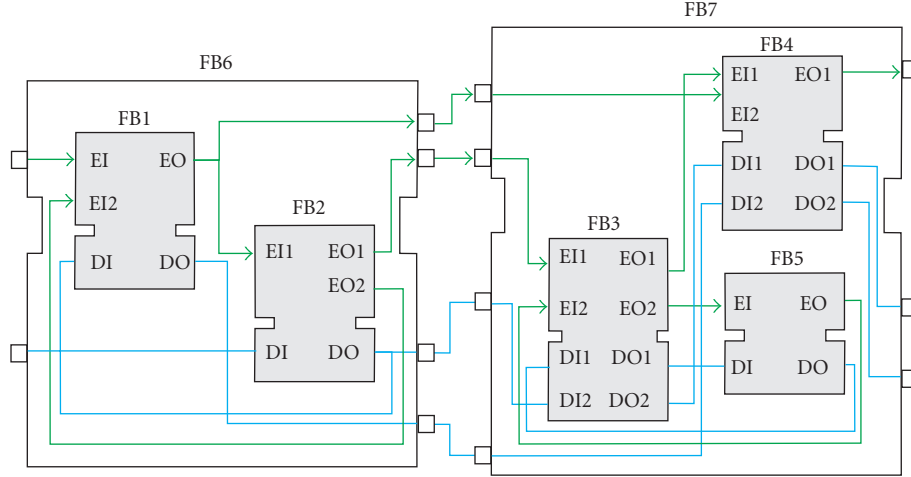 FB6
FB1
EI EO
EI2
DI DO
FB2
EI1 EO1
EO2
DI DO
FB7
FB4
EI1 EO1
EI2
DI1 DO1
DI2 DO2
FB3
EI1 EO1
EI2 EO2
DI1 DO1
DI2 DO2
FB5
EI EO
DI DO